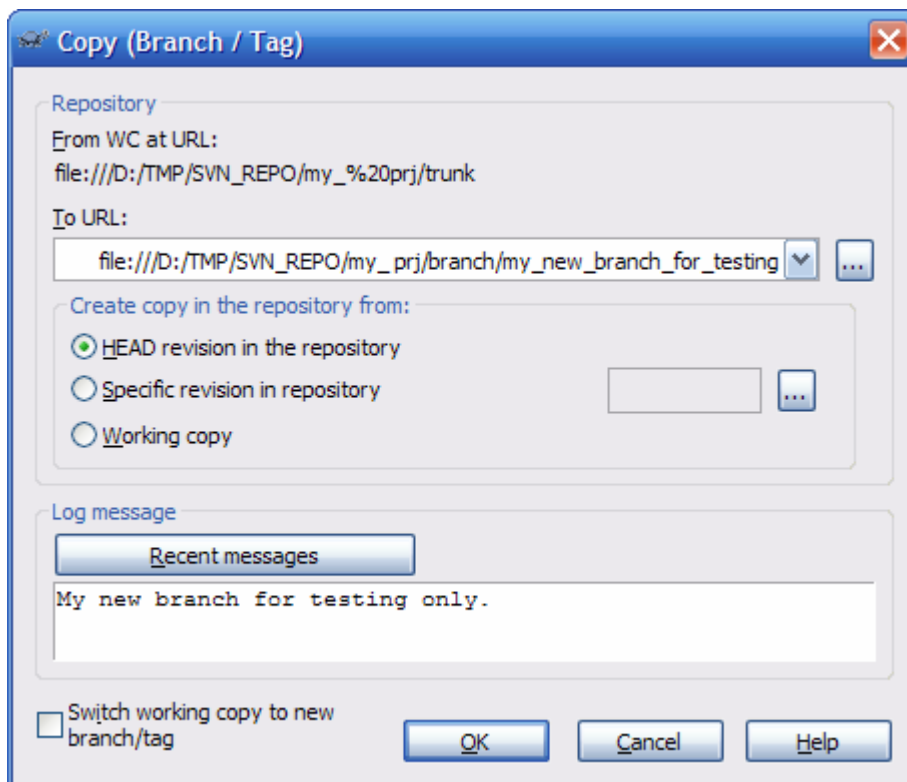 Copy (Branch / Tag)
Repository
From WC at URL:
file:///D:/TMP/SVN_REPO/my_%20prj/trunk
To URL:
file:///D:/TMP/SVN_REPO/my_ prj/branch/my_new_branch_for_testing
...
Create copy in the repository from:
HEAD revision in the repository
Specific revision in repository
...
Working copy
Log message
Recent messages
My new branch for testing only.
Switch working copy to new
branch/tag
OK Cancel Help